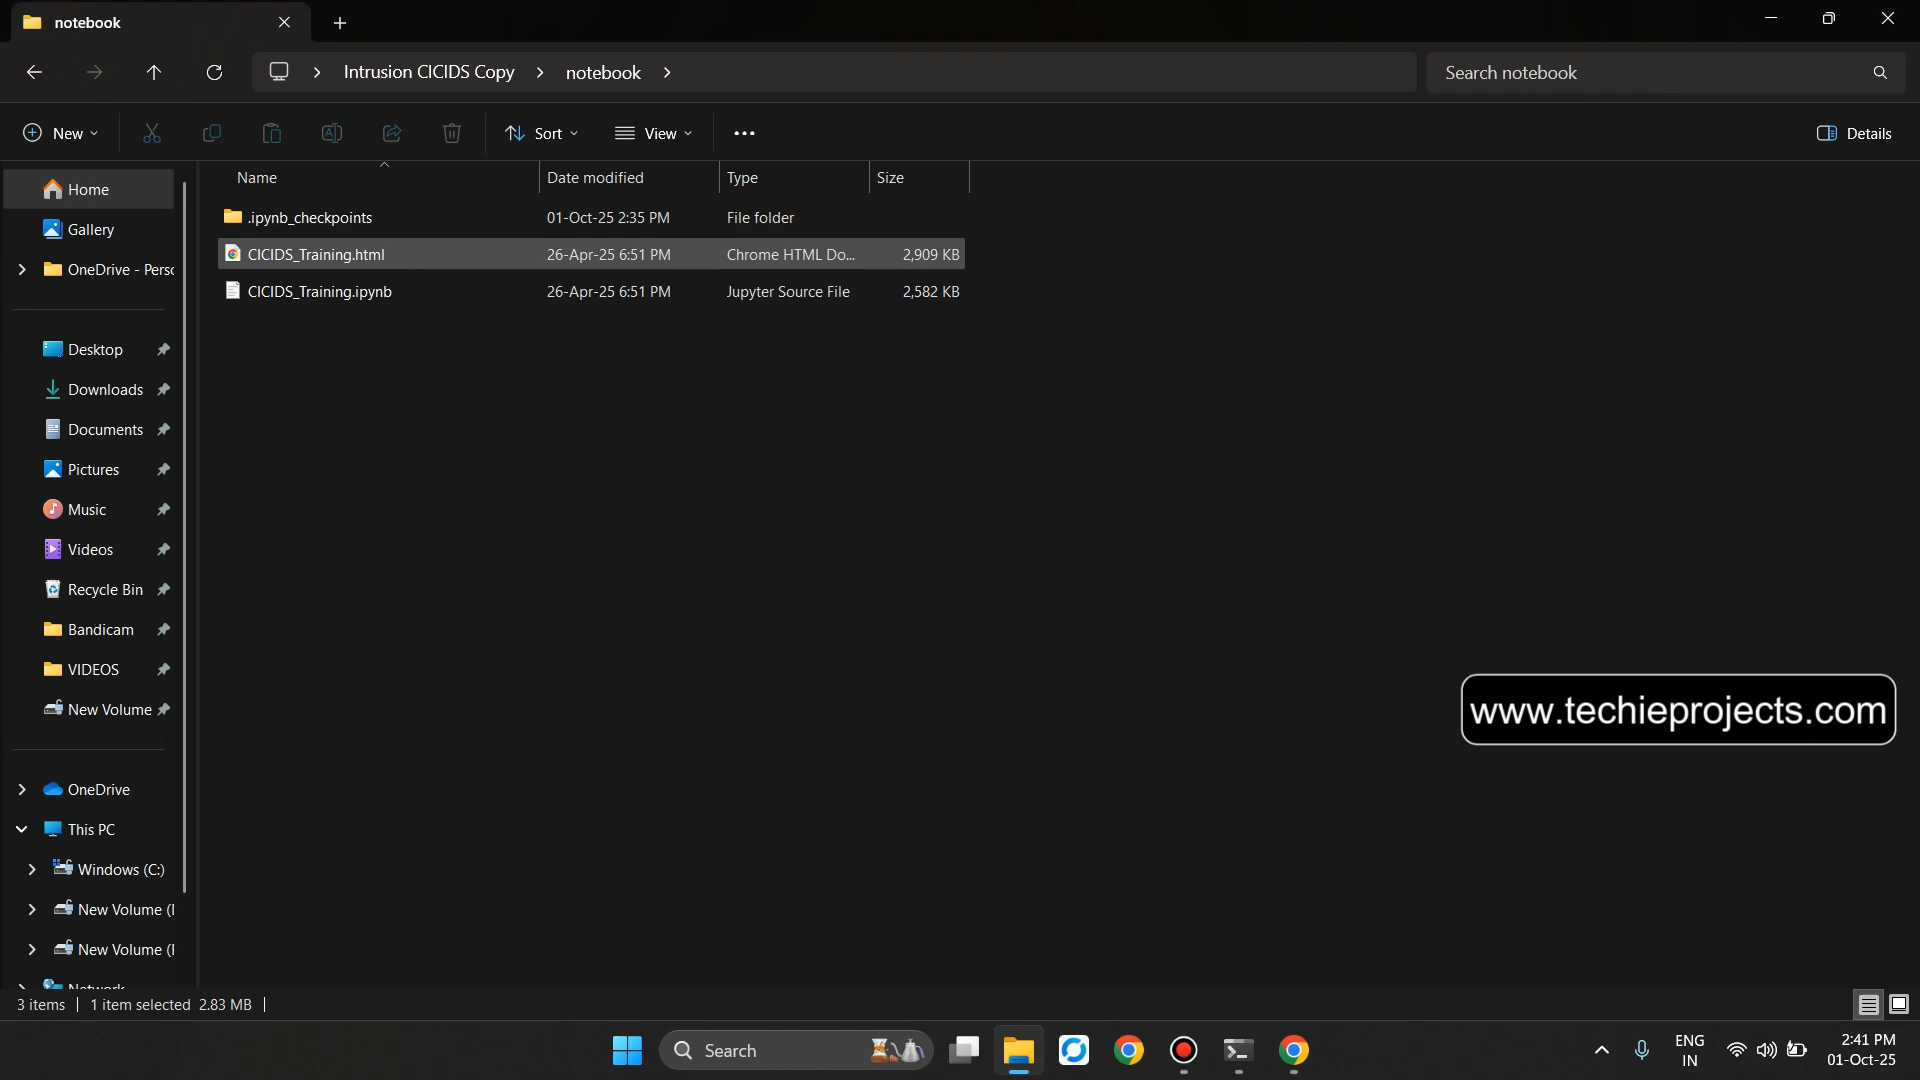 notebook
Intrusion CICIDS Copy > notebook >
Search notebook
New
Sort
View
Details
Name
Date modified
Type
Size
.ipynb_checkpoints 01-Oct-25 2:35 PM File folder
CICIDS_Training.html 26-Apr-25 6:51 PM Chrome HTML Do... 2,909 KB
CICIDS_Training.ipynb 26-Apr-25 6:51 PM Jupyter Source File 2,582 KB
Home
Gallery
OneDrive - Perso
Desktop
Downloads
Documents
Pictures
Music
Videos
Recycle Bin
Bandicam
VIDEOS
New Volume
OneDrive
This PC
Windows (C:)
New Volume (
New Volume (
Network
www.techieprojects.com
3 items
1 item selected 2.83 MB
Search
ENG
IN
2:41 PM
01-Oct-25